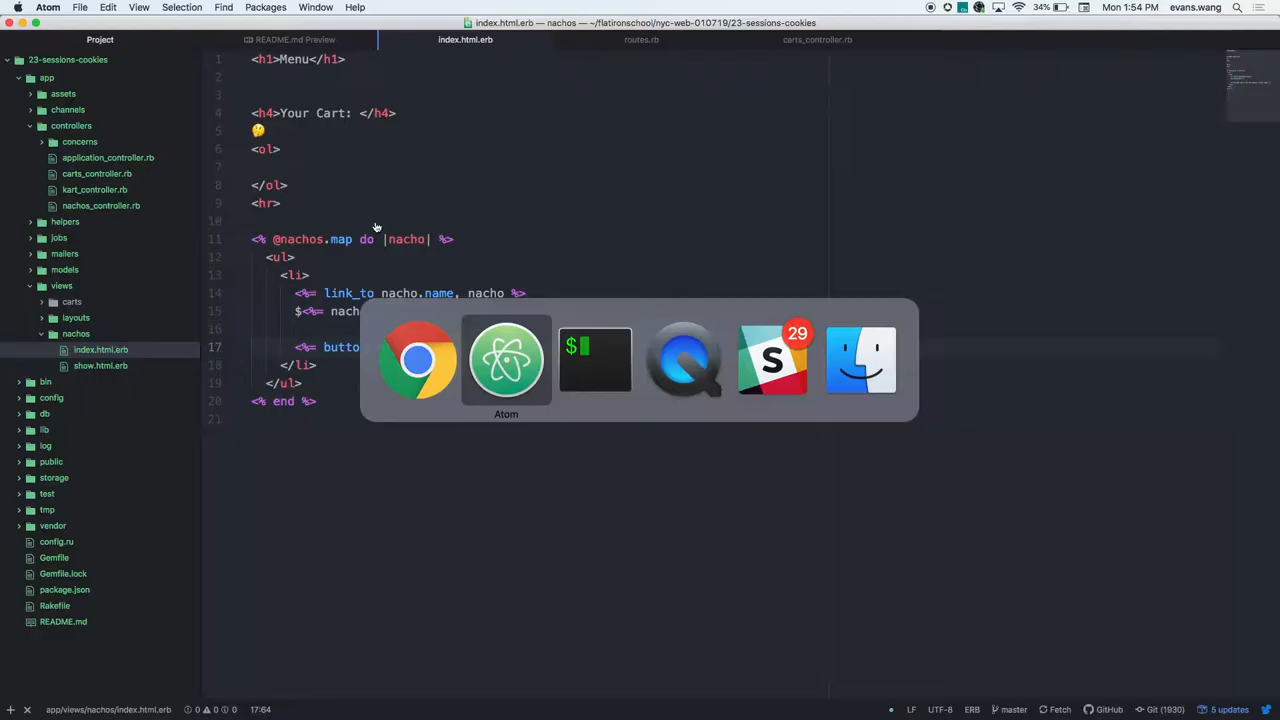 Atom File Edit View Selection Find Packages Window Help 34% Mon 1:54 PM evans.wang
index.html.erb — nachos — ~/flatironschool/nyc-web-010719/23-sessions-cookies
Project README.md Preview index.html.erb routes.rb carts_controller.rb
23-sessions-cookies
app
assets
channels
controllers
concerns
application_controller.rb
carts_controller.rb
kart_controller.rb
nachos_controller.rb
helpers
jobs
mailers
models
views
carts
layouts
nachos
index.html.erb
show.html.erb
bin
config
db
lib
log
public
storage
test
tmp
vendor
config.ru
Gemfile
Gemfile.lock
package.json
Rakefile
README.md
1 <h1>Menu</h1>
2
3
4 <h4>Your Cart: </h4>
5 🤔
6 <ol>
7
8 </ol>
9 <hr>
10
11 <% @nachos.map do |nacho| %>
12 <ul>
13 <li>
14 <%= link_to nacho.name, nacho %>
15 $<%= nach
16
17 <%= butto
18 </li>
19 </ul>
20 <% end %>
21
$
S
29
Atom
app/views/nachos/index.html.erb 0 0 0 17:64 LF UTF-8 ERB master Fetch GitHub Git (1930) 5 updates